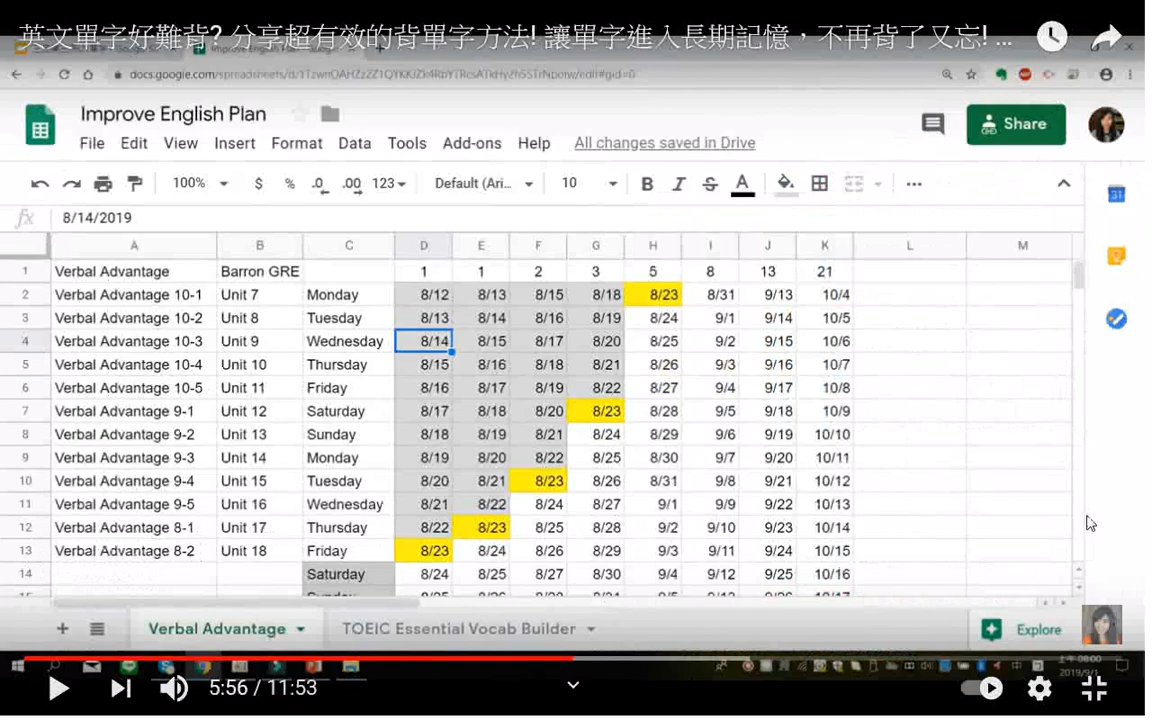 英文單字好難背? 分享超有效的背單字方法! 讓單字進入長期記憶，不再背了又忘! ...
Improve English Plan
Share
File Edit View Insert Format Data Tools Add-ons Help All changes saved in Drive
100% $ % .0 .00 123 Default (Ari... 10 B I S A
31
fx 8/14/2019
A B C D E F G H I J K L M
1 Verbal Advantage Barron GRE 1 1 2 3 5 8 13 21
2 Verbal Advantage 10-1 Unit 7 Monday 8/12 8/13 8/15 8/18 8/23 8/31 9/13 10/4
3 Verbal Advantage 10-2 Unit 8 Tuesday 8/13 8/14 8/16 8/19 8/24 9/1 9/14 10/5
4 Verbal Advantage 10-3 Unit 9 Wednesday 8/14 8/15 8/17 8/20 8/25 9/2 9/15 10/6
5 Verbal Advantage 10-4 Unit 10 Thursday 8/15 8/16 8/18 8/21 8/26 9/3 9/16 10/7
6 Verbal Advantage 10-5 Unit 11 Friday 8/16 8/17 8/19 8/22 8/27 9/4 9/17 10/8
7 Verbal Advantage 9-1 Unit 12 Saturday 8/17 8/18 8/20 8/23 8/28 9/5 9/18 10/9
8 Verbal Advantage 9-2 Unit 13 Sunday 8/18 8/19 8/21 8/24 8/29 9/6 9/19 10/10
9 Verbal Advantage 9-3 Unit 14 Monday 8/19 8/20 8/22 8/25 8/30 9/7 9/20 10/11
10 Verbal Advantage 9-4 Unit 15 Tuesday 8/20 8/21 8/23 8/26 8/31 9/8 9/21 10/12
11 Verbal Advantage 9-5 Unit 16 Wednesday 8/21 8/22 8/24 8/27 9/1 9/9 9/22 10/13
12 Verbal Advantage 8-1 Unit 17 Thursday 8/22 8/23 8/25 8/28 9/2 9/10 9/23 10/14
13 Verbal Advantage 8-2 Unit 18 Friday 8/23 8/24 8/26 8/29 9/3 9/11 9/24 10/15
14 Saturday 8/24 8/25 8/27 8/30 9/4 9/12 9/25 10/16
Verbal Advantage TOEIC Essential Vocab Builder Explore
5:56 / 11:53